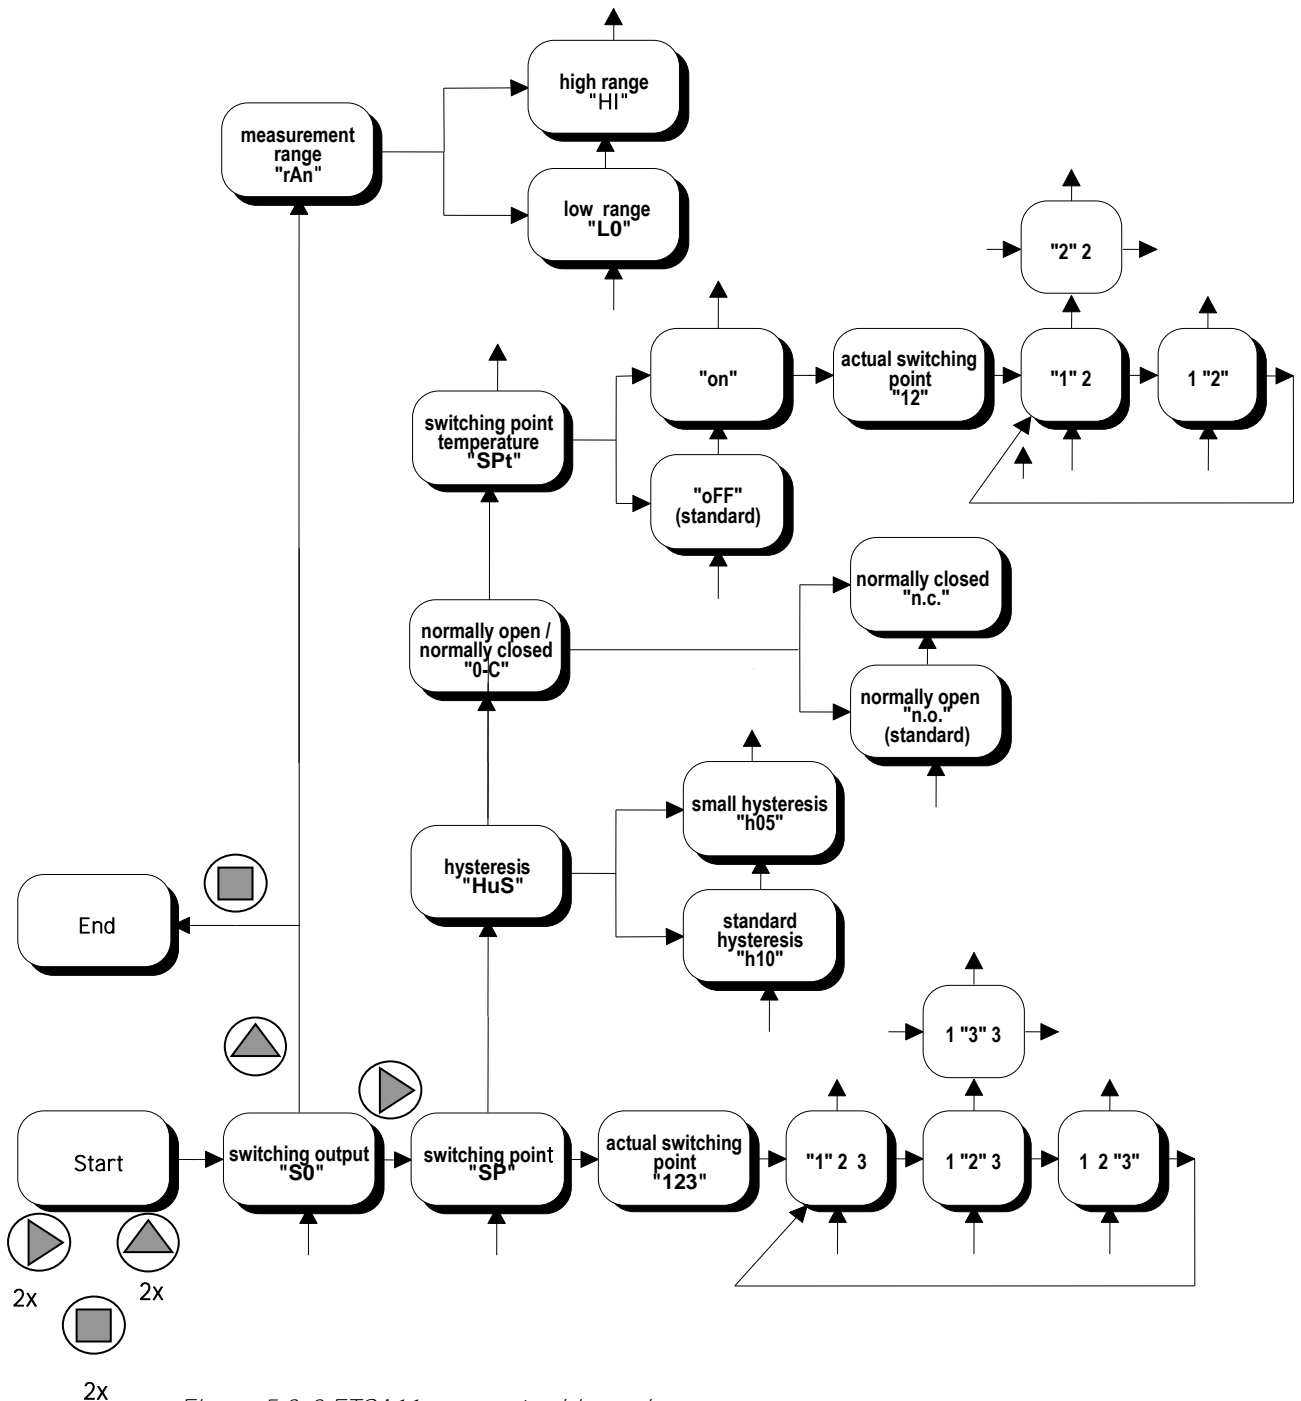 high range
"HI"
measurement
range
"rAn"
low range
"L0"
"2" 2
switching point
temperature
"SPt"
"on"
actual switching
point
"12"
"1" 2
1 "2"
"oFF"
(standard)
normally closed
"n.c."
normally open /
normally closed
"0-C"
normally open
"n.o."
(standard)
small hysteresis
"h05"
hysteresis
"HuS"
standard
hysteresis
"h10"
End
1 "3" 3
Start
switching output
"S0"
switching point
"SP"
actual switching
point
"123"
"1" 2 3
1 "2" 3
1 2 "3"
2x
2x
2x